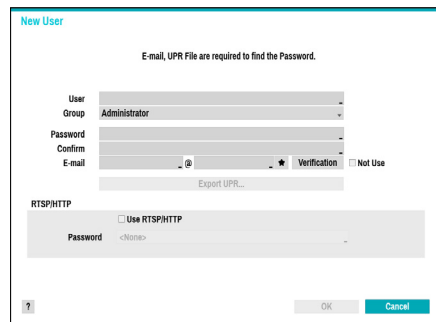 New User
E-mail, UPR File are required to find the Password.
User
Group Administrator
Password
Confirm
E-mail @ ★ Verification Not Use
Export UPR...
RTSP/HTTP
Use RTSP/HTTP
Password <None>
? OK Cancel